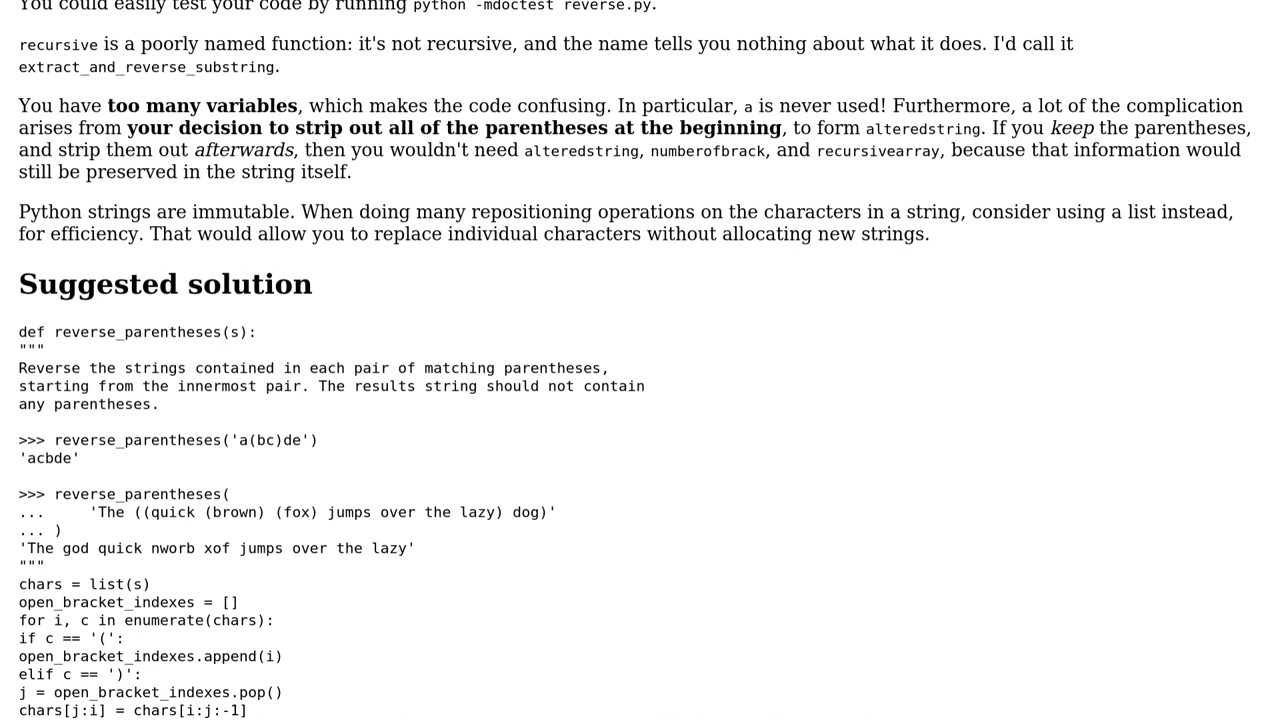 You could easily test your code by running python -mdoctest reverse.py.
recursive is a poorly named function: it's not recursive, and the name tells you nothing about what it does. I'd call it
extract_and_reverse_substring.
You have too many variables, which makes the code confusing. In particular, a is never used! Furthermore, a lot of the complication
arises from your decision to strip out all of the parentheses at the beginning, to form alteredstring. If you keep the parentheses,
and strip them out afterwards, then you wouldn't need alteredstring, numberofbrack, and recursivearray, because that information would
still be preserved in the string itself.
Python strings are immutable. When doing many repositioning operations on the characters in a string, consider using a list instead,
for efficiency. That would allow you to replace individual characters without allocating new strings.
Suggested solution
def reverse_parentheses(s):
"""
Reverse the strings contained in each pair of matching parentheses,
starting from the innermost pair. The results string should not contain
any parentheses.
>>> reverse_parentheses('a(bc)de')
'acbde'
>>> reverse_parentheses(
...     'The ((quick (brown) (fox) jumps over the lazy) dog)'
... )
'The god quick nworb xof jumps over the lazy'
"""
chars = list(s)
open_bracket_indexes = []
for i, c in enumerate(chars):
if c == '(':
open_bracket_indexes.append(i)
elif c == ')':
j = open_bracket_indexes.pop()
chars[j:i] = chars[i:j:-1]